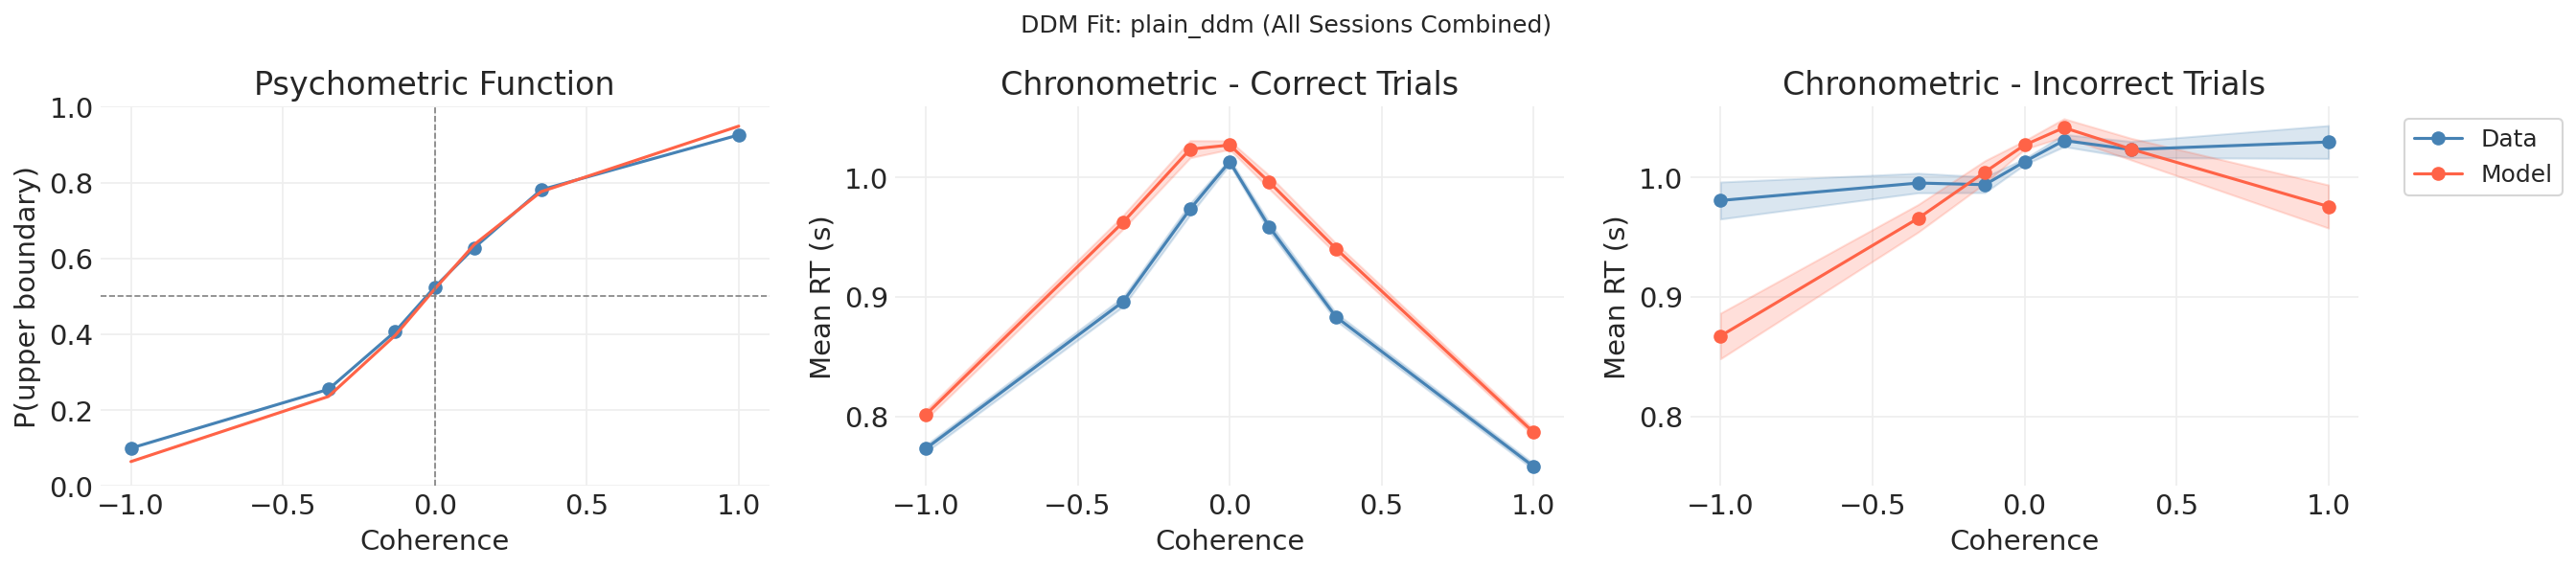 DDM Fit: plain_ddm (All Sessions Combined)
Psychometric Function
P(upper boundary)
1.0
0.8
0.6
0.4
0.2
0.0
−1.0 −0.5 0.0 0.5 1.0
Coherence
Chronometric - Correct Trials
Mean RT (s)
1.0
0.9
0.8
−1.0 −0.5 0.0 0.5 1.0
Coherence
Chronometric - Incorrect Trials
Mean RT (s)
1.0
0.9
0.8
−1.0 −0.5 0.0 0.5 1.0
Coherence
Data
Model